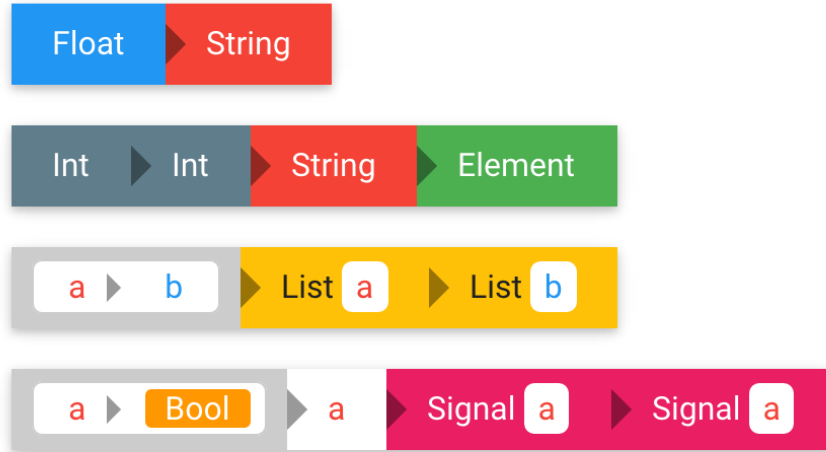 Float String
Int Int String Element
a b List a List b
a Bool a Signal a Signal a